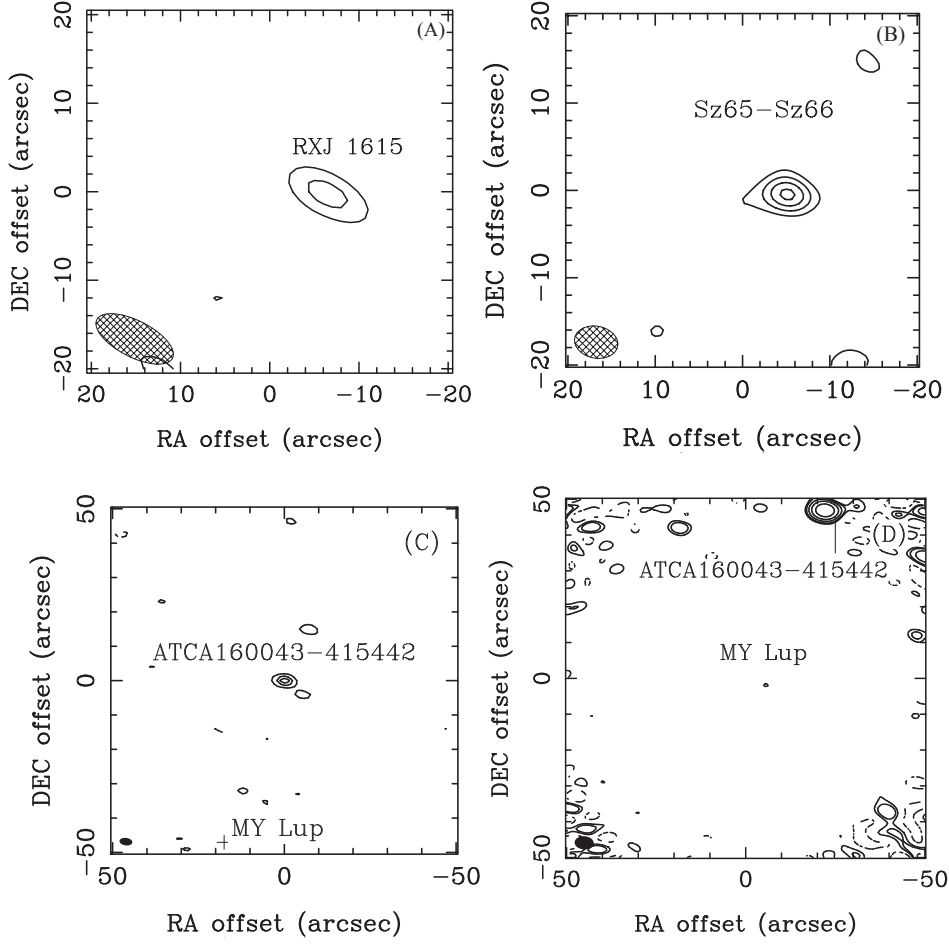 (A)
RXJ 1615
DEC offset (arcsec)
20
10
0
−10
−20
20 10 0 −10 −20
RA offset (arcsec)
(B)
Sz65−Sz66
DEC offset (arcsec)
20
10
0
−10
−20
20 10 0 −10 −20
RA offset (arcsec)
(C)
ATCA160043−415442
MY Lup
DEC offset (arcsec)
50
0
−50
50 0 −50
RA offset (arcsec)
(D)
ATCA160043−415442
MY Lup
DEC offset (arcsec)
50
0
−50
50 0 −50
RA offset (arcsec)